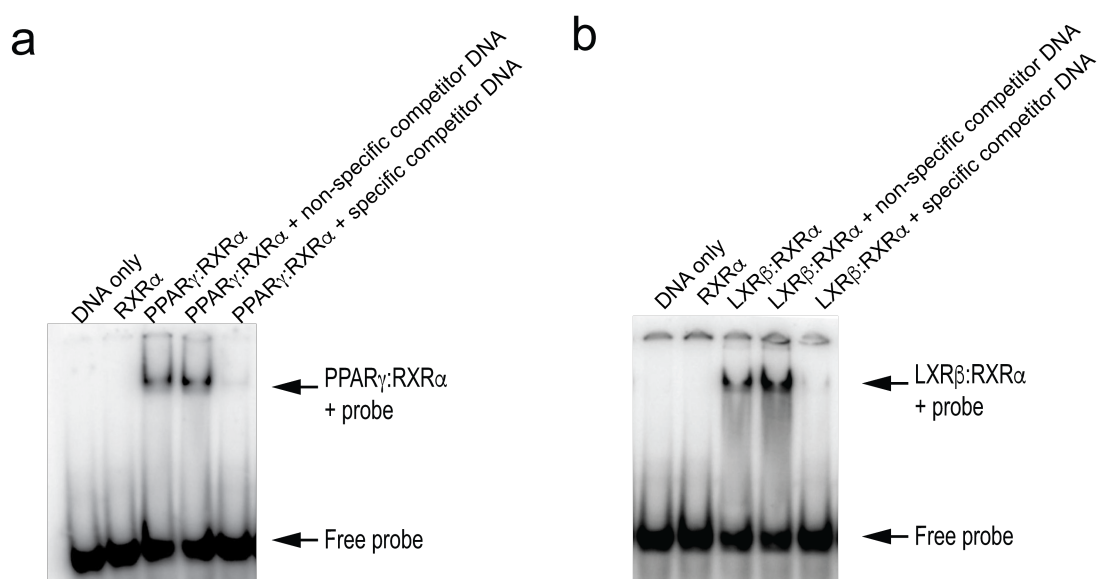 a
DNA only
RXRα
PPARγ:RXRα
PPARγ:RXRα + non-specific competitor DNA
PPARγ:RXRα + specific competitor DNA
PPARγ:RXRα
+ probe
Free probe
b
DNA only
RXRα
LXRβ:RXRα
LXRβ:RXRα + non-specific competitor DNA
LXRβ:RXRα + specific competitor DNA
LXRβ:RXRα
+ probe
Free probe